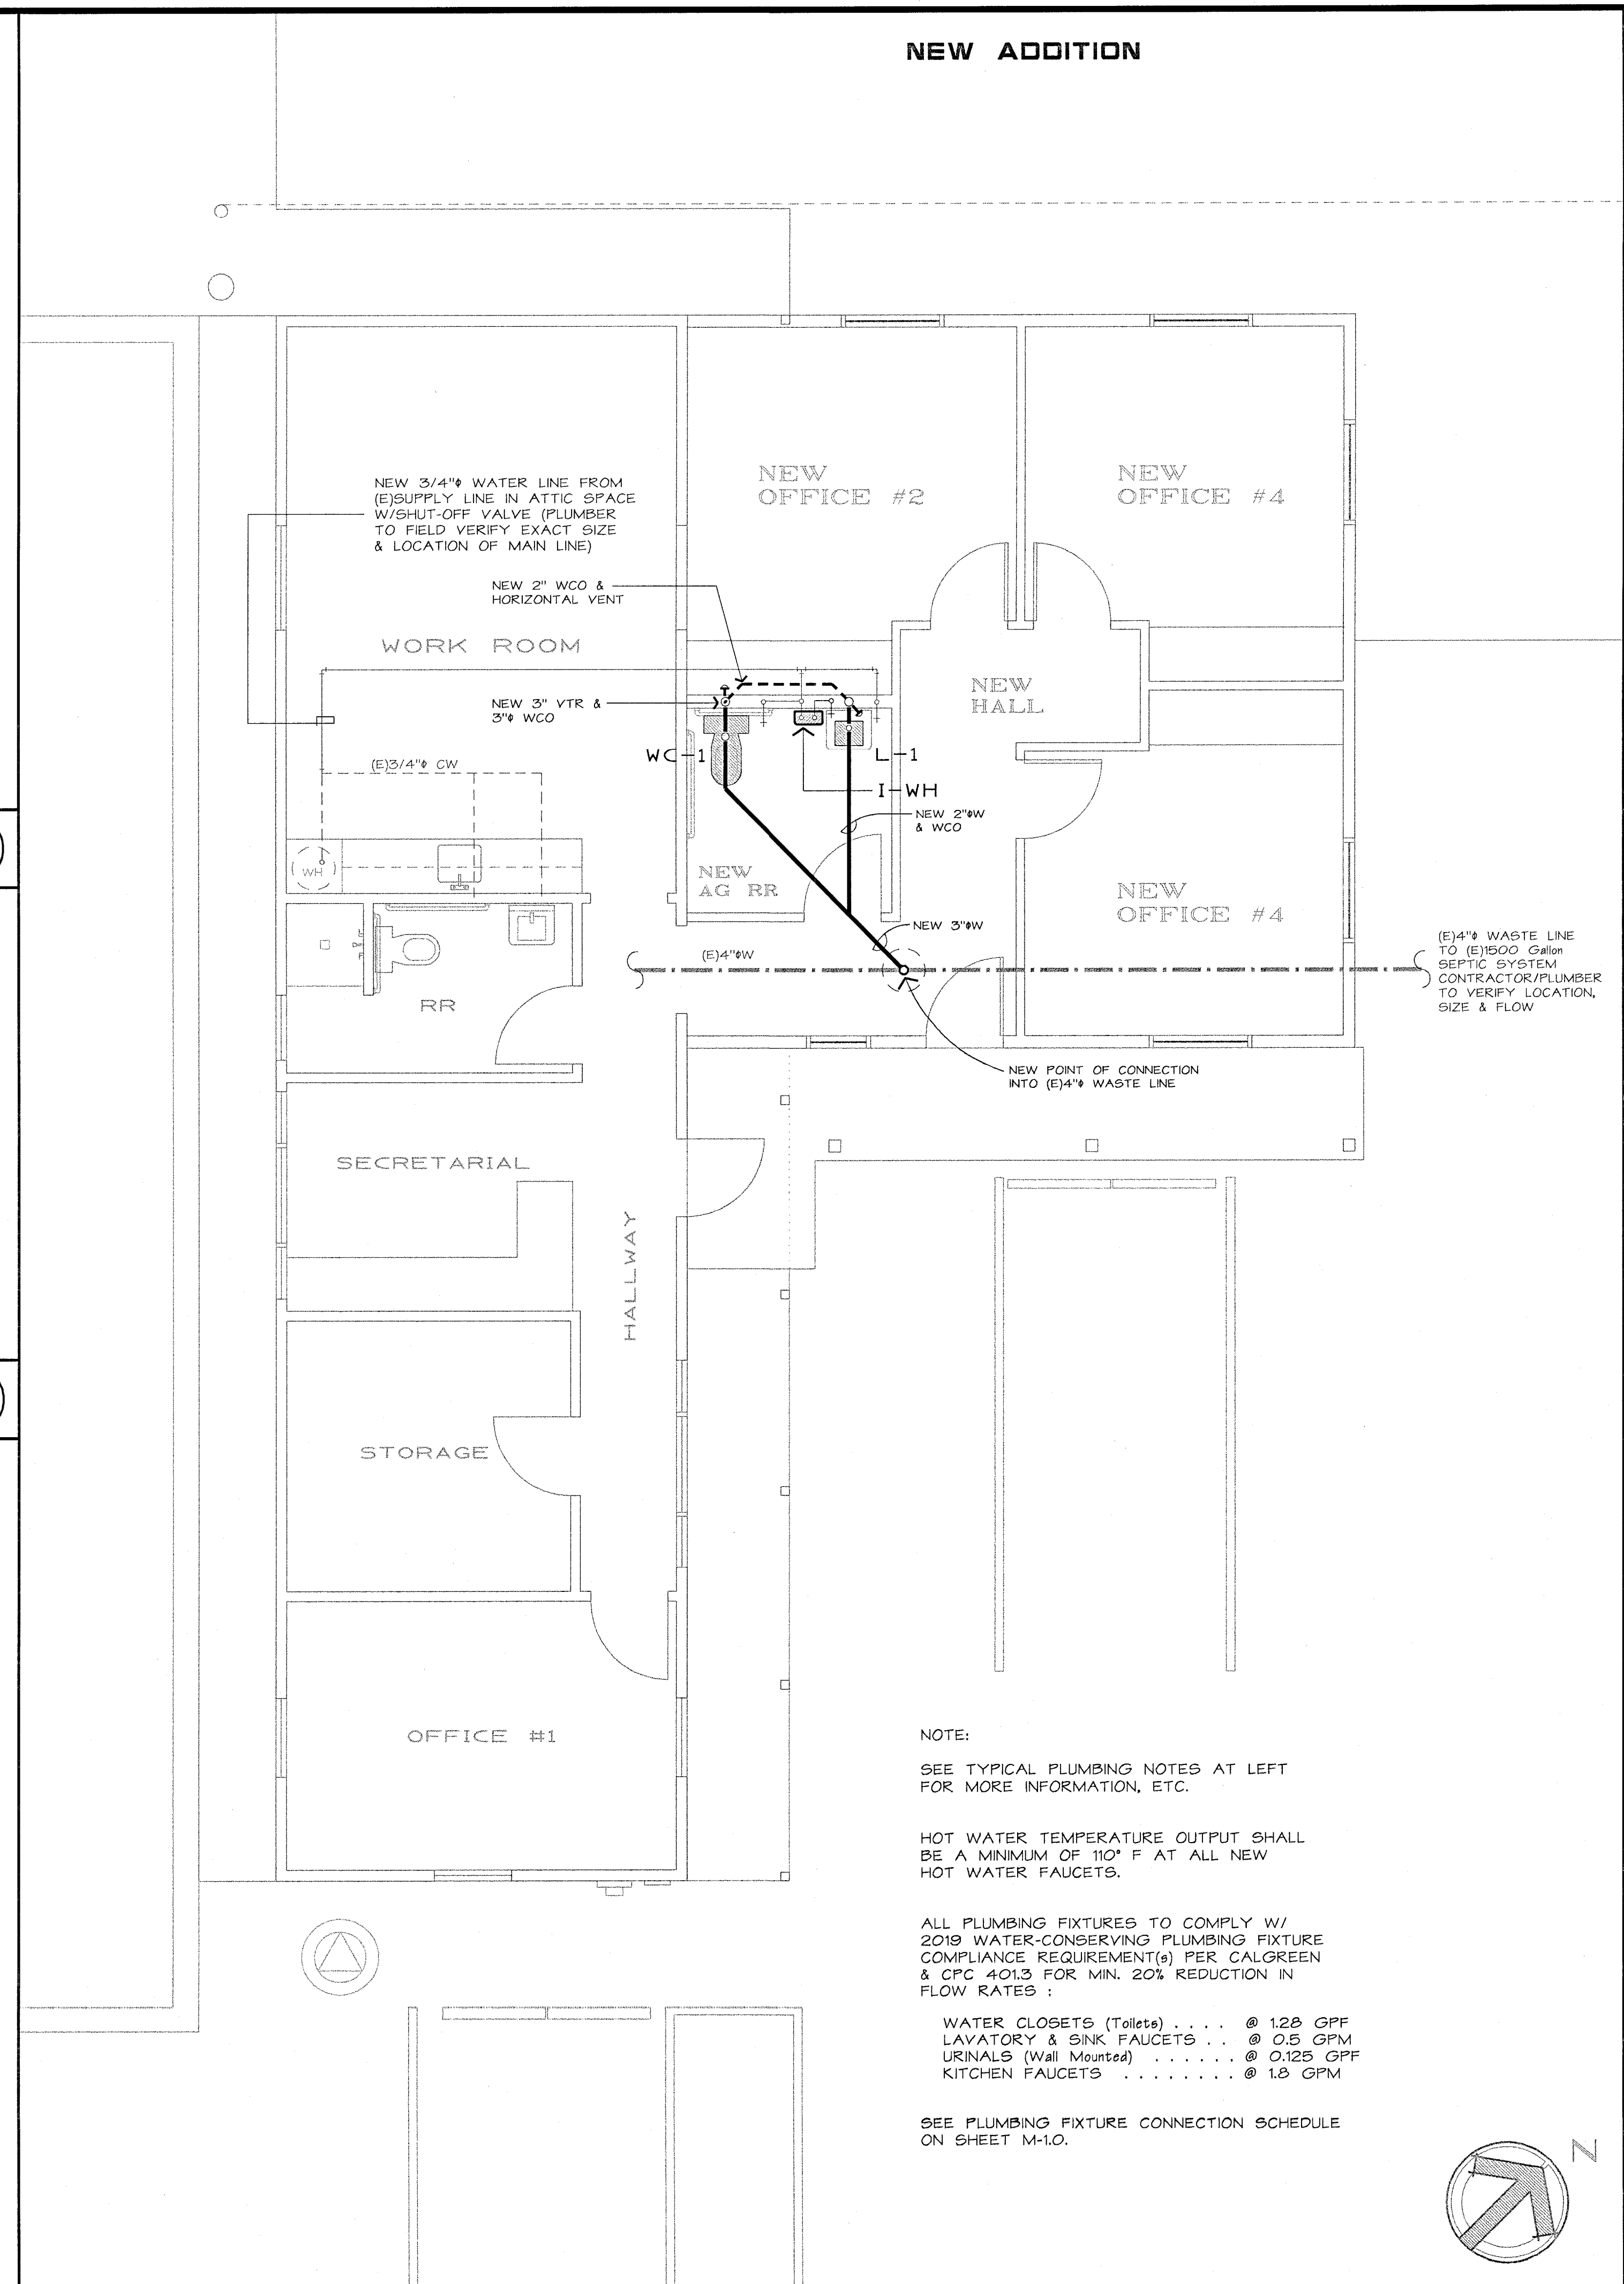 NEW ADDITION
NEW 3/4"ϕ WATER LINE FROM
(E)SUPPLY LINE IN ATTIC SPACE
W/SHUT-OFF VALVE (PLUMBER
TO FIELD VERIFY EXACT SIZE
& LOCATION OF MAIN LINE)
NEW
OFFICE #2
NEW
OFFICE #4
NEW 2" WCO &
HORIZONTAL VENT
WORK ROOM
NEW
HALL
NEW 3" VTR &
3"ϕ WCO
WC-1
L-1
(E)3/4"ϕ CW
I-WH
NEW 2"ϕW
& WCO
WH
NEW
AG RR
NEW
OFFICE #4
NEW 3"ϕW
(E)4"ϕW
(E)4"ϕ WASTE LINE
TO (E)1500 Gallon
SEPTIC SYSTEM
CONTRACTOR/PLUMBER
TO VERIFY LOCATION,
SIZE & FLOW
RR
NEW POINT OF CONNECTION
INTO (E)4"ϕ WASTE LINE
SECRETARIAL
HALLWAY
STORAGE
OFFICE #1
NOTE:
SEE TYPICAL PLUMBING NOTES AT LEFT
FOR MORE INFORMATION, ETC.
HOT WATER TEMPERATURE OUTPUT SHALL
BE A MINIMUM OF 110° F AT ALL NEW
HOT WATER FAUCETS.
ALL PLUMBING FIXTURES TO COMPLY W/
2019 WATER-CONSERVING PLUMBING FIXTURE
COMPLIANCE REQUIREMENT(s) PER CALGREEN
& CPC 401.3 FOR MIN. 20% REDUCTION IN
FLOW RATES :
WATER CLOSETS (Toilets) . . . . @ 1.28 GPF
LAVATORY & SINK FAUCETS . . @ 0.5 GPM
URINALS (Wall Mounted) . . . . . . @ 0.125 GPF
KITCHEN FAUCETS . . . . . . . . @ 1.8 GPM
SEE PLUMBING FIXTURE CONNECTION SCHEDULE
ON SHEET M-1.0.
N